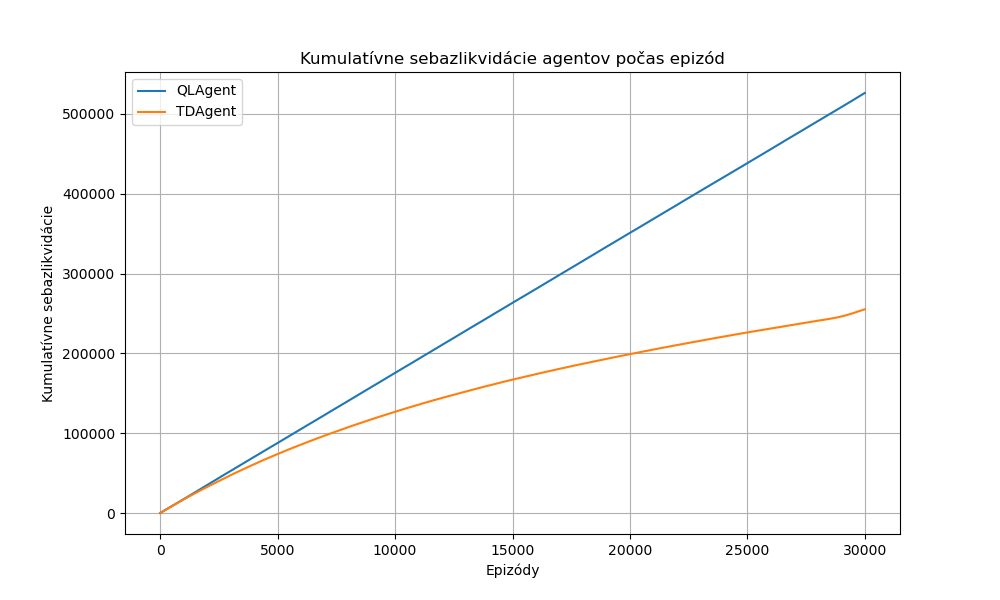 Kumulatívne sebazlikvidácie agentov počas epizód
QLAgent
TDAgent
Kumulatívne sebazlikvidácie
500000
400000
300000
200000
100000
0
0 5000 10000 15000 20000 25000 30000
Epizódy